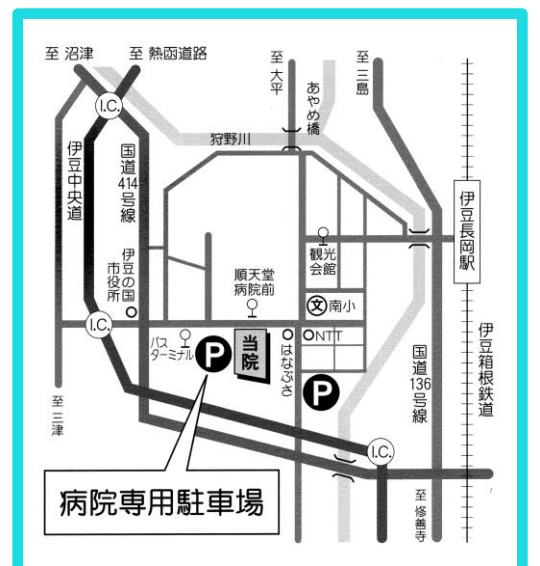 至 沼津
至 熱函道路
至 大平
あやめ橋
至 三島
I.C.
狩野川
伊豆中央道
国道414号線
伊豆長岡駅
観光
会館
伊豆の国
市役所
順天堂
病院前
文 南小
I.C.
バス
ターミナル
P
当院
はなぶさ
NTT
P
国道136号線
伊豆箱根鉄道
至 三津
I.C.
病院専用駐車場
至 修善寺